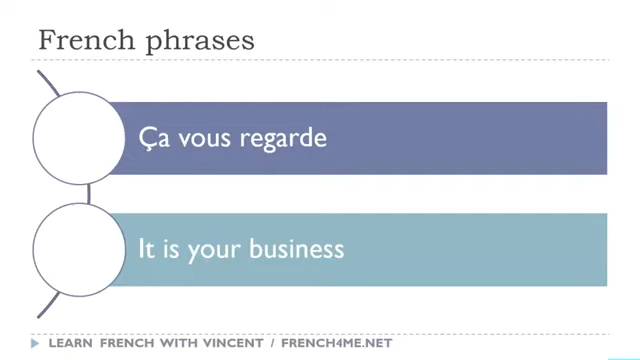 French phrases
Ça vous regarde
It is your business
LEARN FRENCH WITH VINCENT / FRENCH4ME.NET